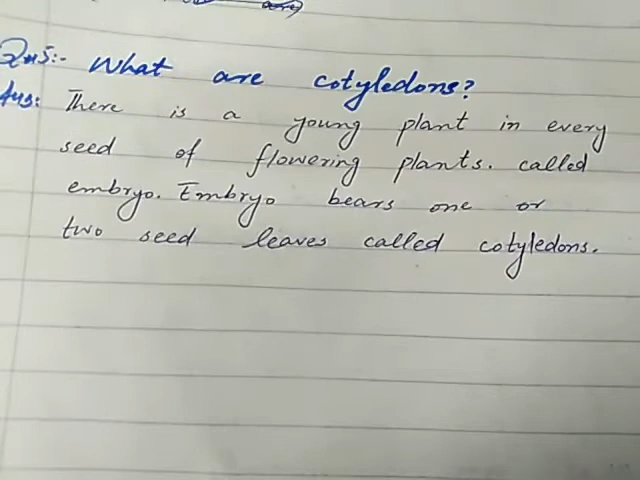 Qn5:- What are cotyledons?
Ans: There is a young plant in every
seed of flowering plants. called
embryo. Embryo bears one or
two seed leaves called cotyledons.